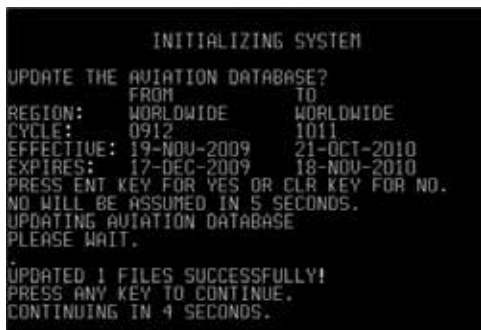 INITIALIZING SYSTEM
UPDATE THE AVIATION DATABASE?
FROM TO
REGION: WORLDWIDE WORLDWIDE
CYCLE: 0912 1011
EFFECTIVE: 19-NOV-2009 21-OCT-2010
EXPIRES: 17-DEC-2009 18-NOV-2010
PRESS ENT KEY FOR YES OR CLR KEY FOR NO.
NO WILL BE ASSUMED IN 5 SECONDS.
UPDATING AVIATION DATABASE
PLEASE WAIT.
.
UPDATED 1 FILES SUCCESSFULLY!
PRESS ANY KEY TO CONTINUE.
CONTINUING IN 4 SECONDS.